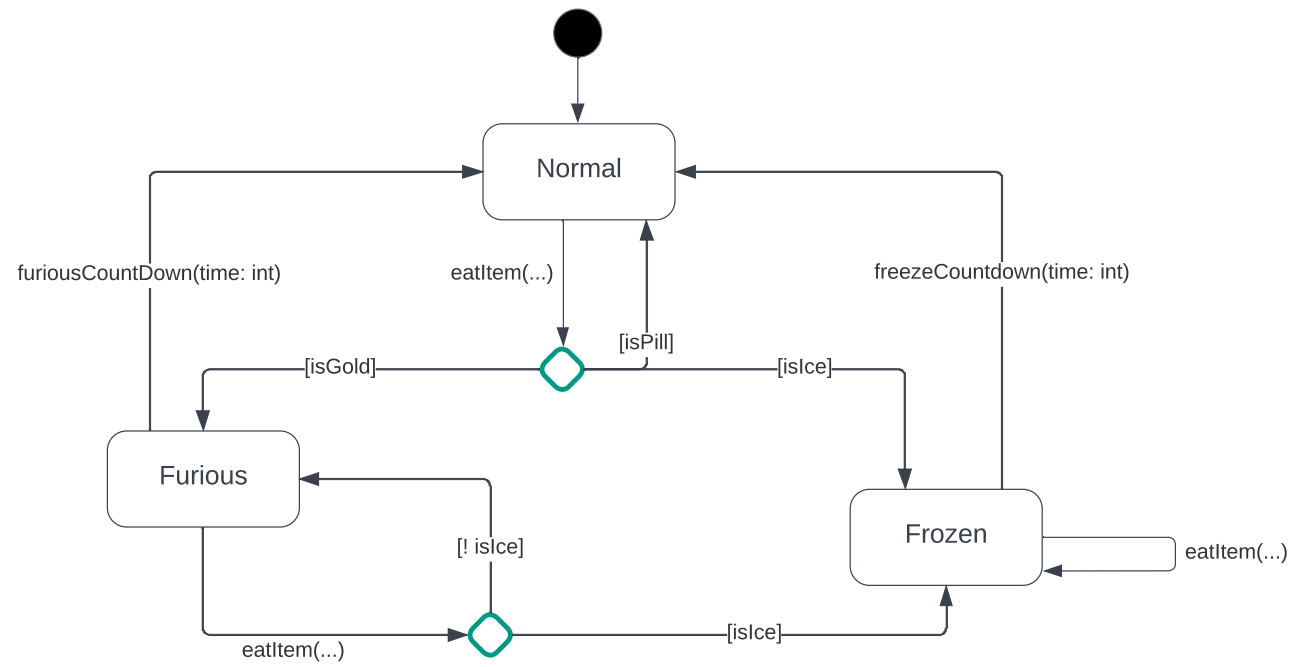 Normal
furiousCountDown(time: int)
eatItem(...)
freezeCountdown(time: int)
[isPill]
[isGold]
[isIce]
Furious
Frozen
[! isIce]
eatItem(...)
[isIce]
eatItem(...)